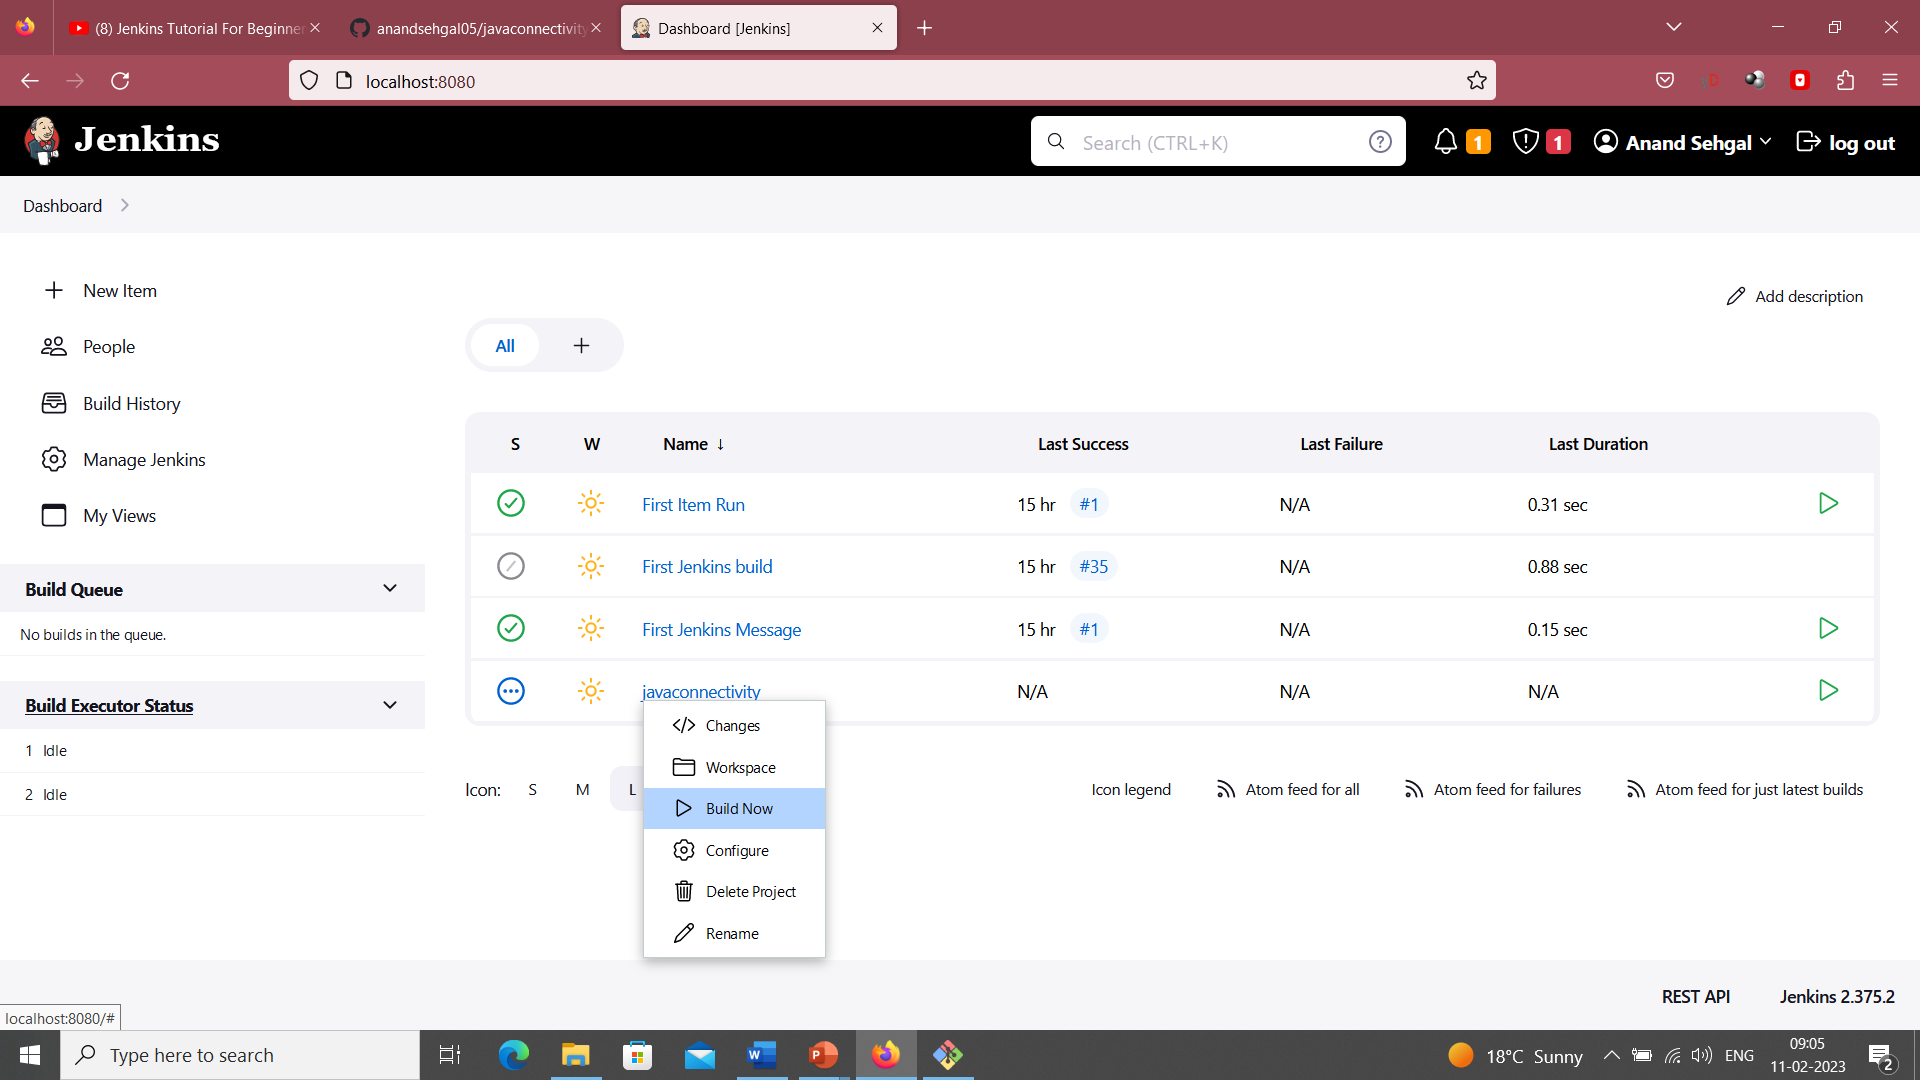 (8) Jenkins Tutorial For Beginner
anandsehgal05/javaconnectivity
Dashboard [Jenkins]
localhost:8080
Jenkins
Search (CTRL+K)
1
1
Anand Sehgal
log out
Dashboard
New Item
People
Build History
Manage Jenkins
My Views
Add description
All
S W Name ↓ Last Success Last Failure Last Duration
First Item Run 15 hr #1 N/A 0.31 sec
First Jenkins build 15 hr #35 N/A 0.88 sec
First Jenkins Message 15 hr #1 N/A 0.15 sec
javaconnectivity N/A N/A N/A
Build Queue
No builds in the queue.
Build Executor Status
1 Idle
2 Idle
Changes
Workspace
Build Now
Configure
Delete Project
Rename
Icon: S M L
Icon legend
Atom feed for all
Atom feed for failures
Atom feed for just latest builds
REST API
Jenkins 2.375.2
localhost:8080/#
Type here to search
18°C Sunny
ENG
09:05
11-02-2023
2